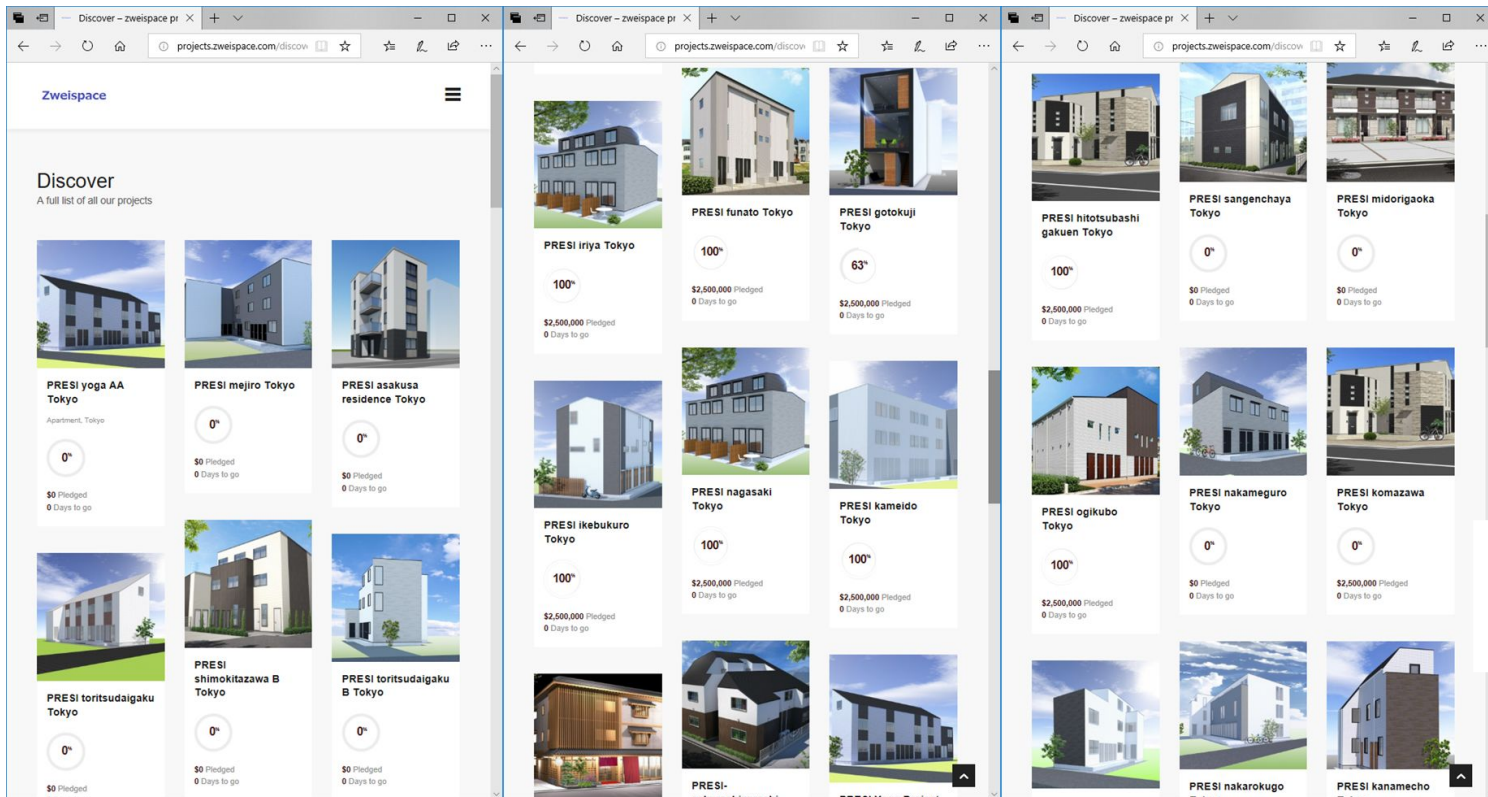 Discover – zweispace pr
projects.zweispace.com/discov
Zweispace
Discover
A full list of all our projects
PRESI yoga AA
Tokyo
Apartment, Tokyo
0%
$0 Pledged
0 Days to go
PRESI mejiro Tokyo
0%
$0 Pledged
0 Days to go
PRESI asakusa
residence Tokyo
0%
$0 Pledged
0 Days to go
PRESI toritsudaigaku
Tokyo
0%
$0 Pledged
PRESI
shimokitazawa B
Tokyo
0%
$0 Pledged
0 Days to go
PRESI toritsudaigaku
B Tokyo
0%
$0 Pledged
0 Days to go
Discover – zweispace pr
projects.zweispace.com/discov
PRESI iriya Tokyo
100%
$2,500,000 Pledged
0 Days to go
PRESI funato Tokyo
100%
$2,500,000 Pledged
0 Days to go
PRESI gotokuji
Tokyo
63%
$2,500,000 Pledged
0 Days to go
PRESI ikebukuro
Tokyo
100%
$2,500,000 Pledged
0 Days to go
PRESI nagasaki
Tokyo
100%
$2,500,000 Pledged
0 Days to go
PRESI kameido
Tokyo
100%
$2,500,000 Pledged
0 Days to go
PRESI-
Discover – zweispace pr
projects.zweispace.com/discov
PRESI hitotsubashi
gakuen Tokyo
100%
$2,500,000 Pledged
0 Days to go
PRESI sangenchaya
Tokyo
0%
$0 Pledged
0 Days to go
PRESI midorigaoka
Tokyo
0%
$0 Pledged
0 Days to go
PRESI ogikubo
Tokyo
100%
$2,500,000 Pledged
0 Days to go
PRESI nakameguro
Tokyo
0%
$0 Pledged
0 Days to go
PRESI komazawa
Tokyo
0%
$2,500,000 Pledged
0 Days to go
PRESI nakarokugo
PRESI kanamecho